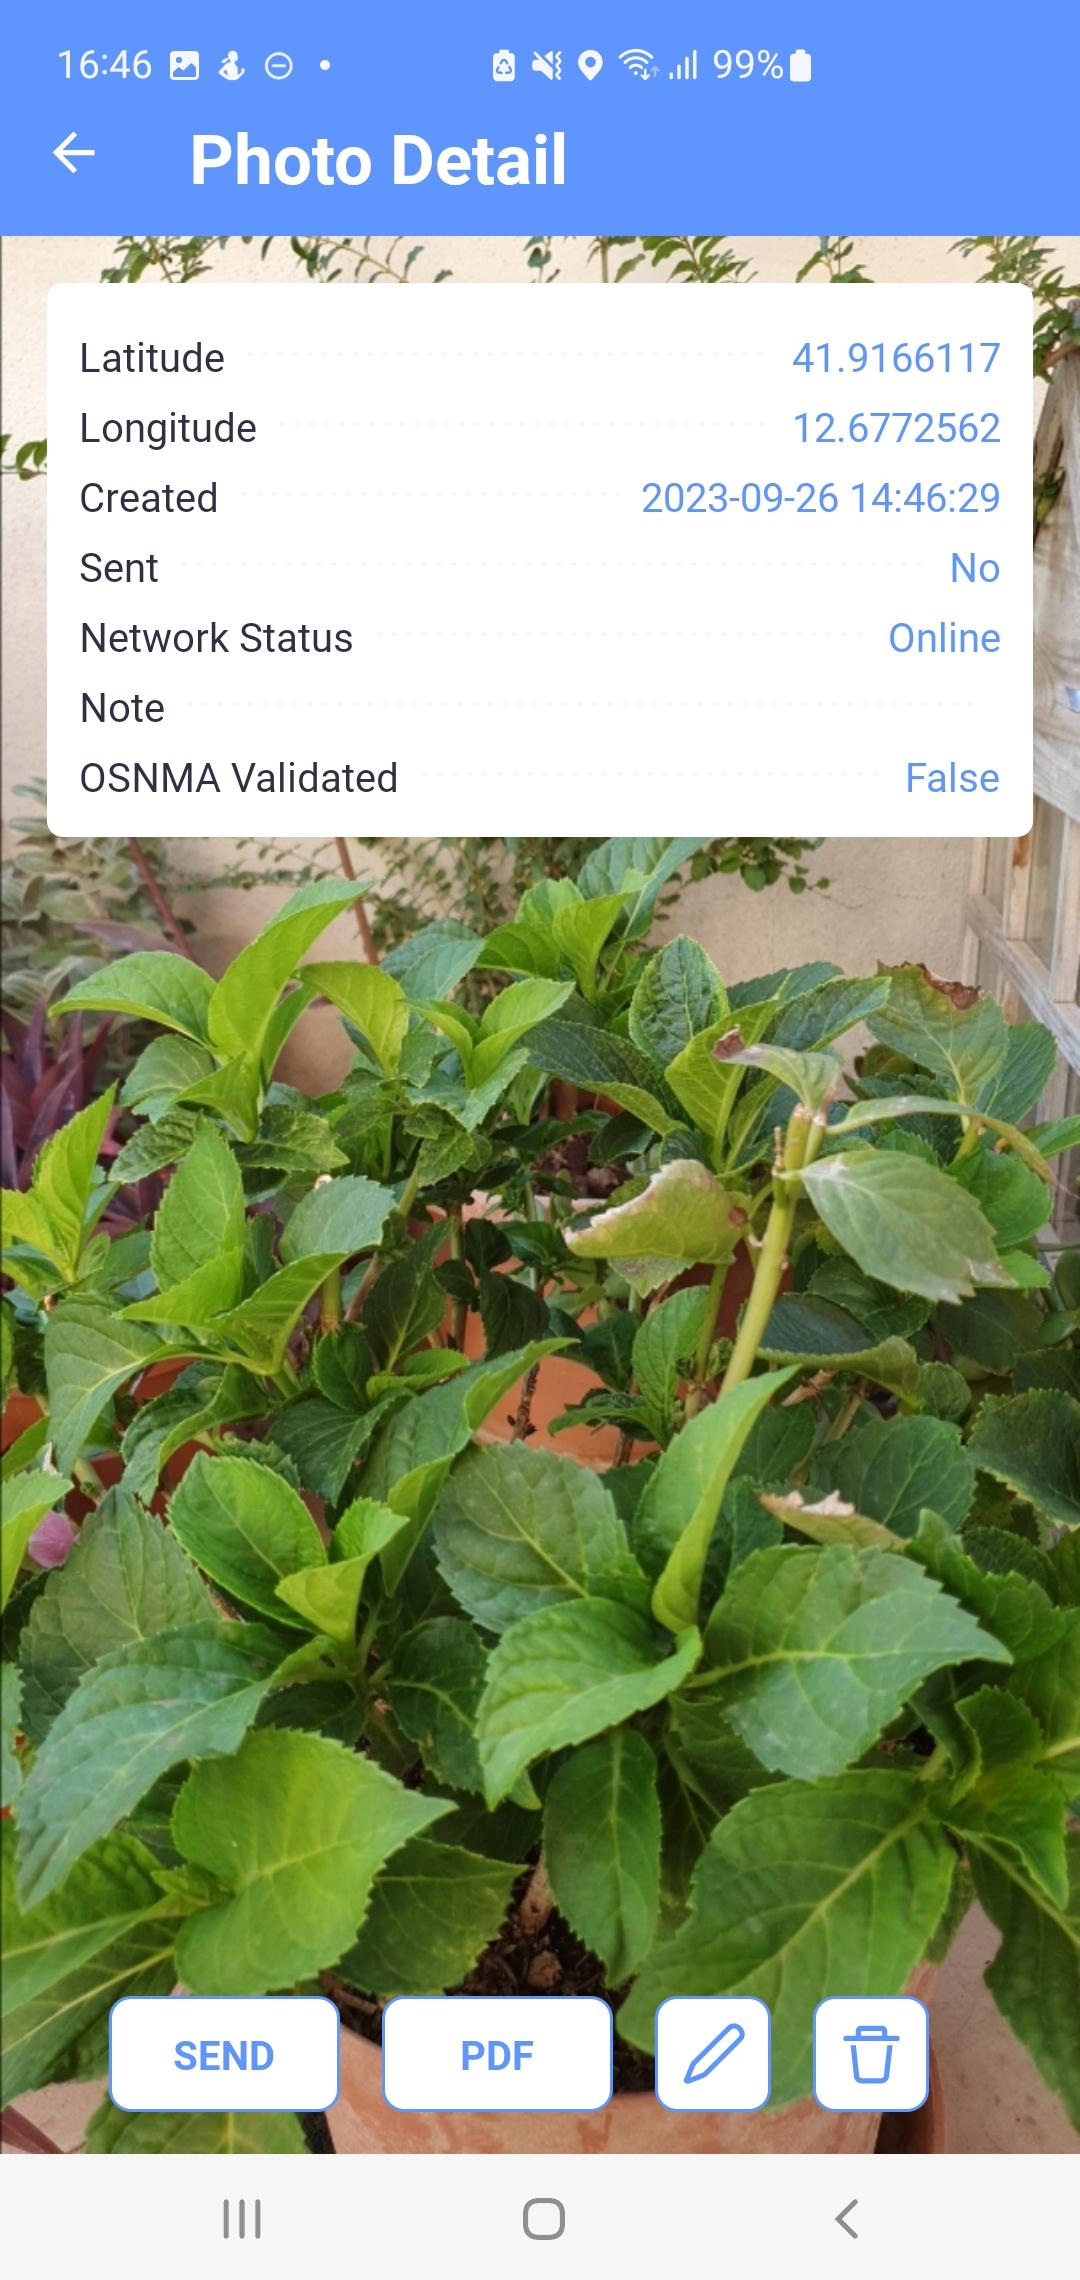 16:46
99%
Photo Detail
Latitude 41.9166117
Longitude 12.6772562
Created 2023-09-26 14:46:29
Sent No
Network Status Online
Note
OSNMA Validated False
SEND PDF